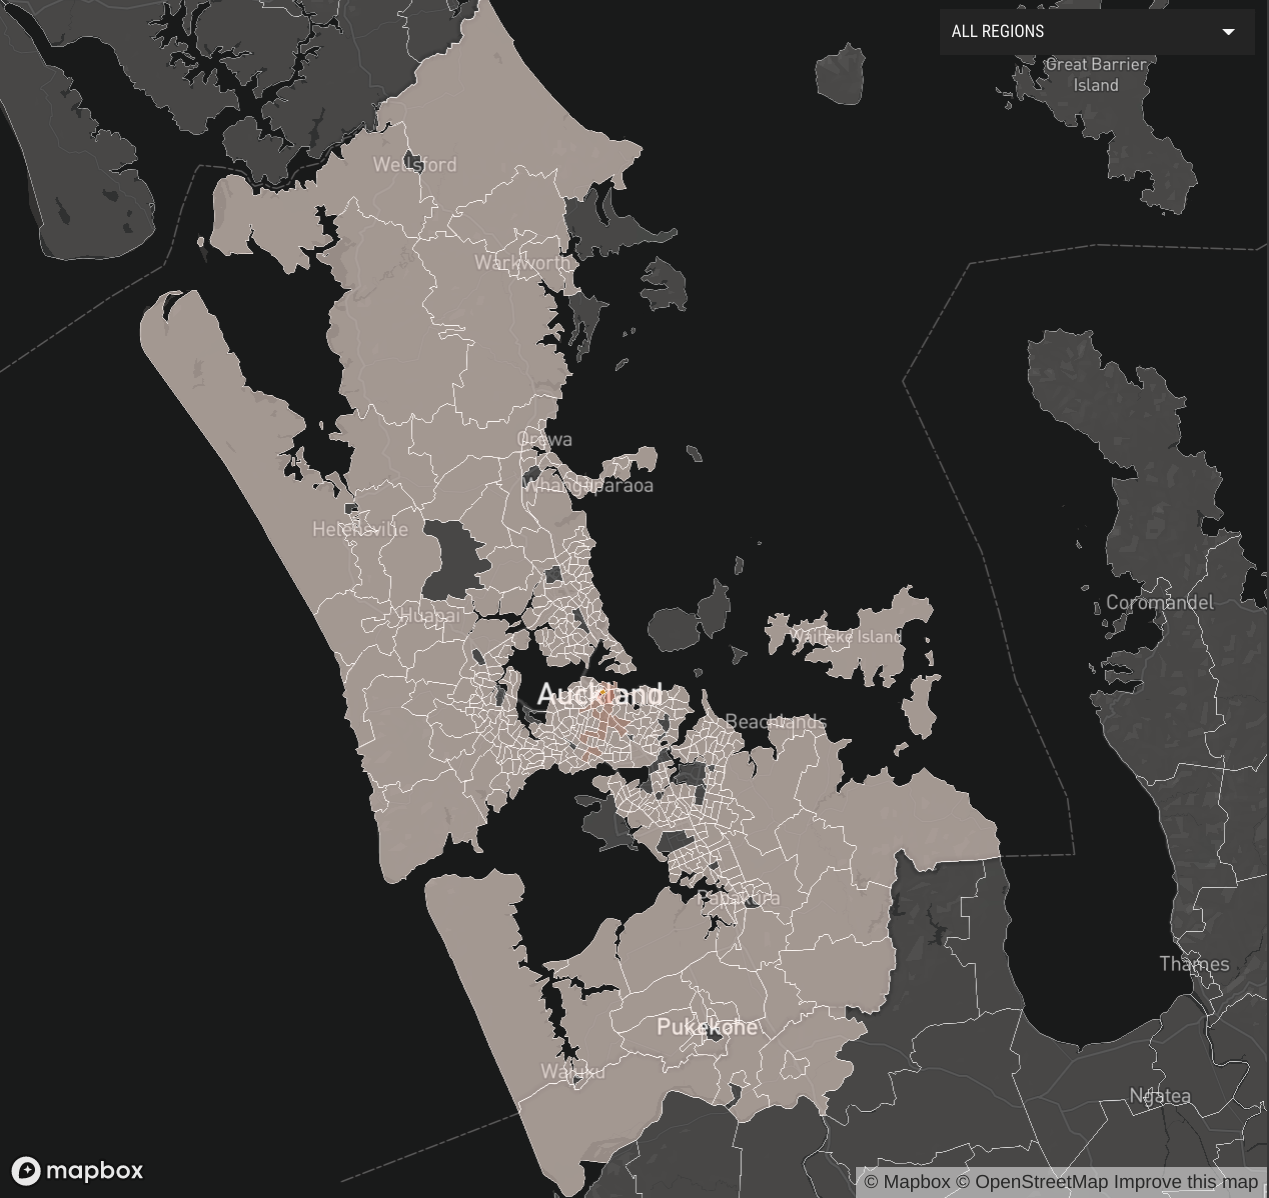 ALL REGIONS
Great Barrier
Island
Wellsford
Warkworth
Orewa
Whangaparaoa
Helensville
Coromandel
Huapai
Waiheke Island
Auckland
Beachlands
Papakura
Thames
Pukekohe
Waiuku
Ngatea
mapbox
© Mapbox © OpenStreetMap Improve this map